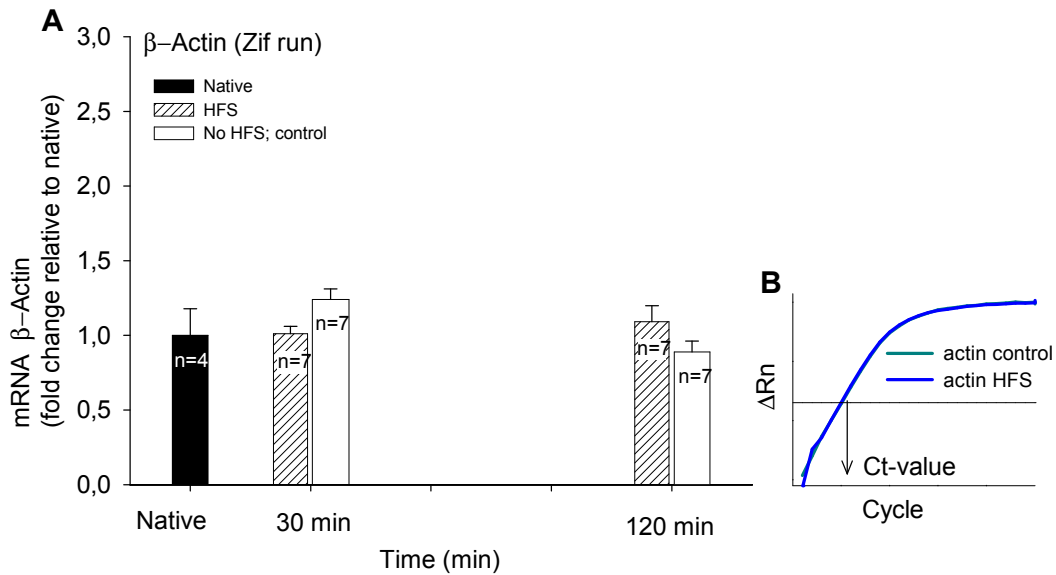 A
β–Actin (Zif run)
Native
HFS
No HFS; control
mRNA β–Actin
(fold change relative to native)
3,0
2,5
2,0
1,5
1,0
0,5
0,0
n=4
n=7
n=7
n=7
n=7
Native
30 min
120 min
Time (min)
B
actin control
actin HFS
ΔRn
Ct-value
Cycle